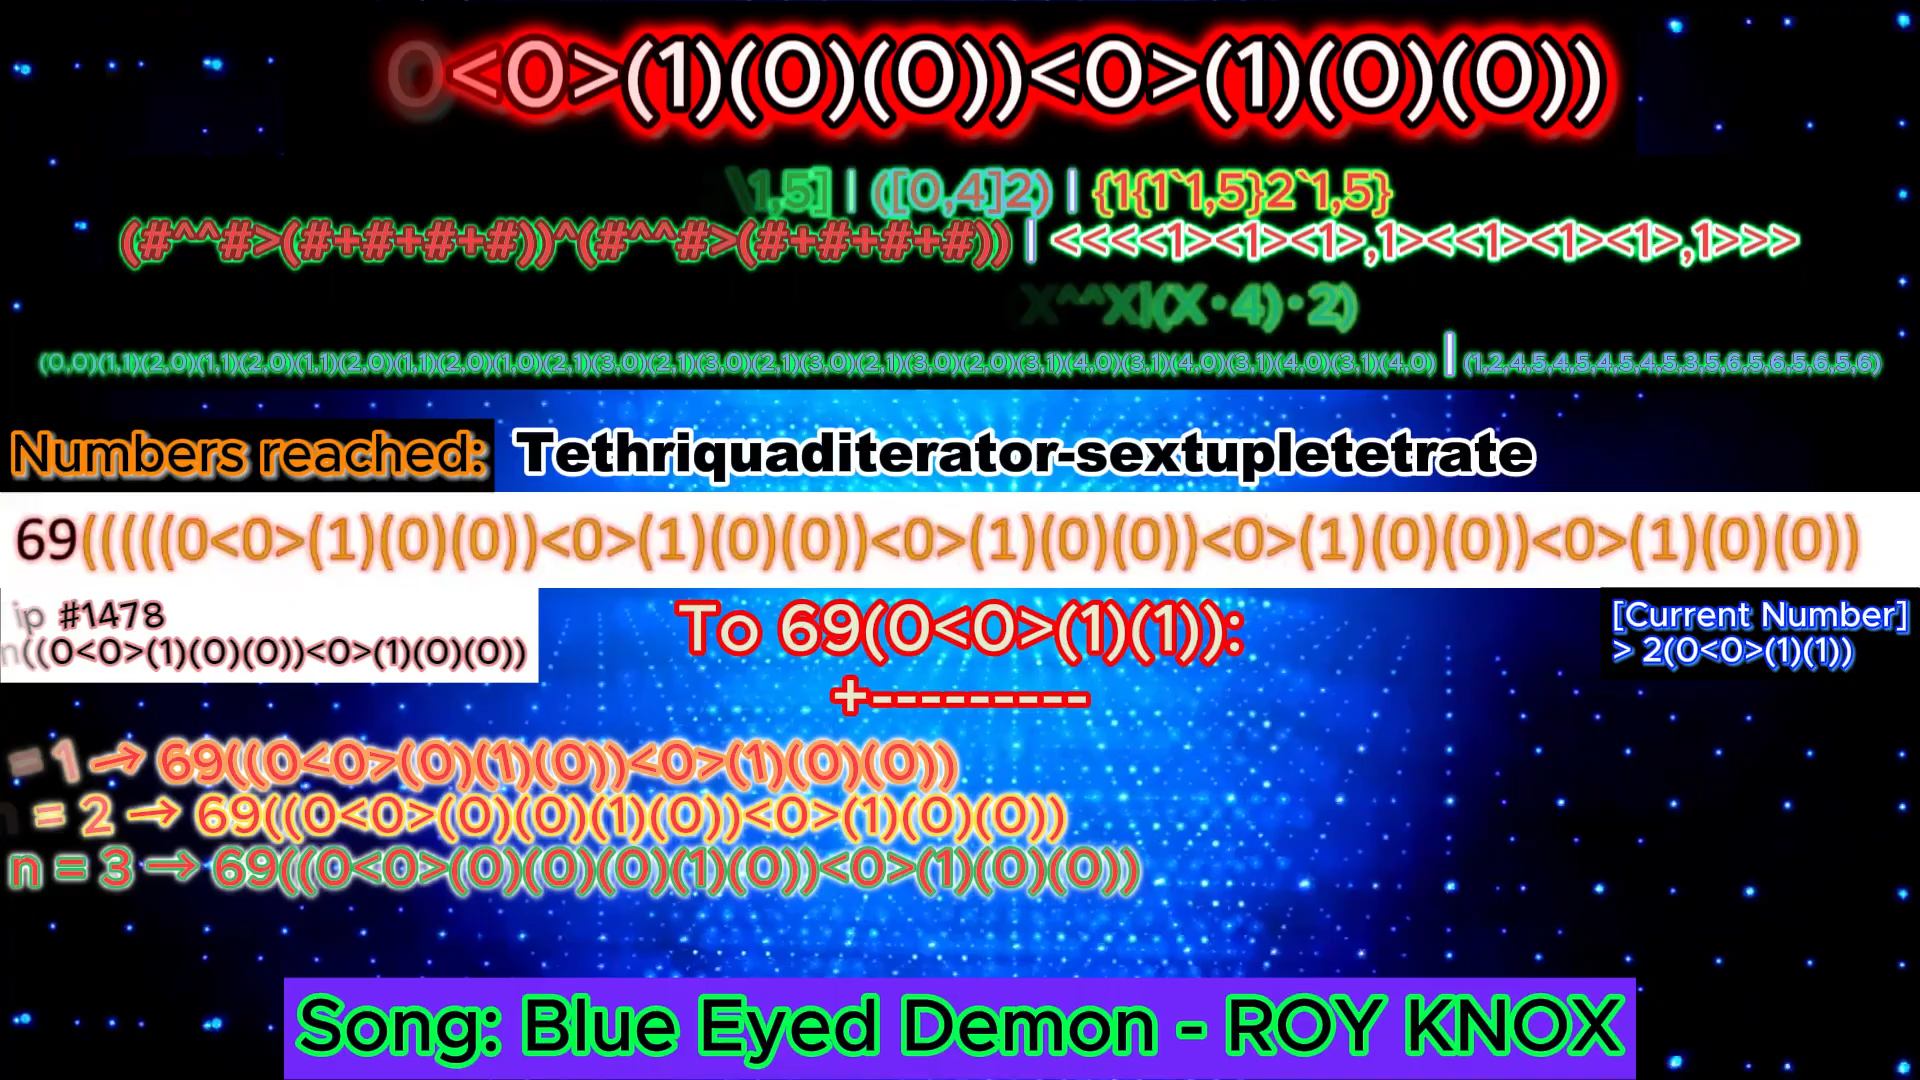 0<0>(1)(0)(0))<0>(1)(0)(0))
\1,5] | ([0,4]2) | {1{1`1,5}2`1,5}
(#^^#>(#+#+#+#+#))^(#^^#>(#+#+#+#+#)) | <<<<1><1><1>,1><<1><1><1>,1>>>
X^^X|(X·4)·2)
(0,0)(1,1)(2,0)(1,1)(2,0)(1,1)(2,0)(1,1)(2,0)(1,0)(2,1)(3,0)(2,1)(3,0)(2,1)(3,0)(2,1)(3,0)(2,0)(3,1)(4,0)(3,1)(4,0)(3,1)(4,0)(3,1)(4,0) | (1,2,4,5,4,5,4,5,4,5,3,5,6,5,6,5,6,5,6)
Numbers reached: Tethriquaditerator-sextupletetrate
69((((((0<0>(1)(0)(0))<0>(1)(0)(0))<0>(1)(0)(0))<0>(1)(0)(0))<0>(1)(0)(0))
ip #1478
n((0<0>(1)(0)(0))<0>(1)(0)(0))
To 69(0<0>(1)(1)):
+---------
[Current Number]
> 2(0<0>(1)(1))
= 1 → 69((0<0>(0)(1)(0))<0>(1)(0)(0))
n = 2 → 69((0<0>(0)(0)(1)(0))<0>(1)(0)(0))
n = 3 → 69((0<0>(0)(0)(0)(1)(0))<0>(1)(0)(0))
Song: Blue Eyed Demon - ROY KNOX